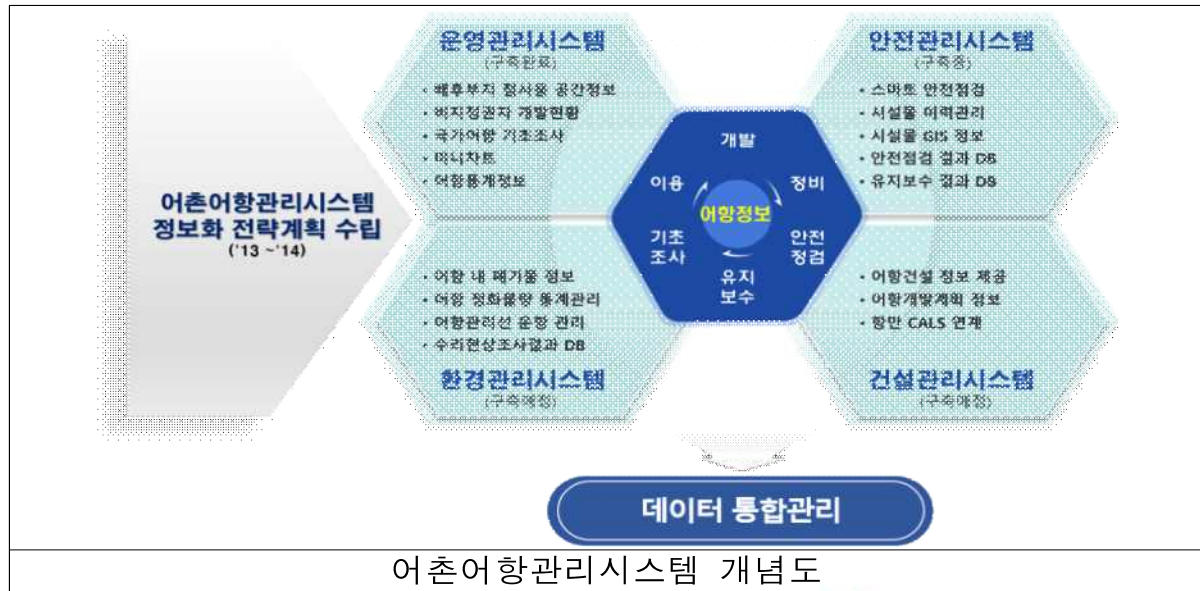 어촌어항관리시스템
정보화 전략계획 수립
('13 ~'14)
운영관리시스템
(구축완료)
· 배후부지 점사용 공간정보
· 비지정권자 개발현황
· 국가어항 기초조사
· 미니차트
· 어항통계정보
안전관리시스템
(구축중)
· 스마트 안전점검
· 시설물 이력관리
· 시설물 GIS 정보
· 안전점검 결과 DB
· 유지보수 결과 DB
개발
이용
정비
어항정보
기초
조사
안전
점검
유지
보수
· 어항 내 폐기물 정보
· 어항 정화물량 통계관리
· 어항관리선 운항 관리
· 수리현상조사결과 DB
환경관리시스템
(구축예정)
· 어항건설 정보 제공
· 어항개발계획 정보
· 항만 CALS 연계
건설관리시스템
(구축예정)
데이터 통합관리
어촌어항관리시스템 개념도